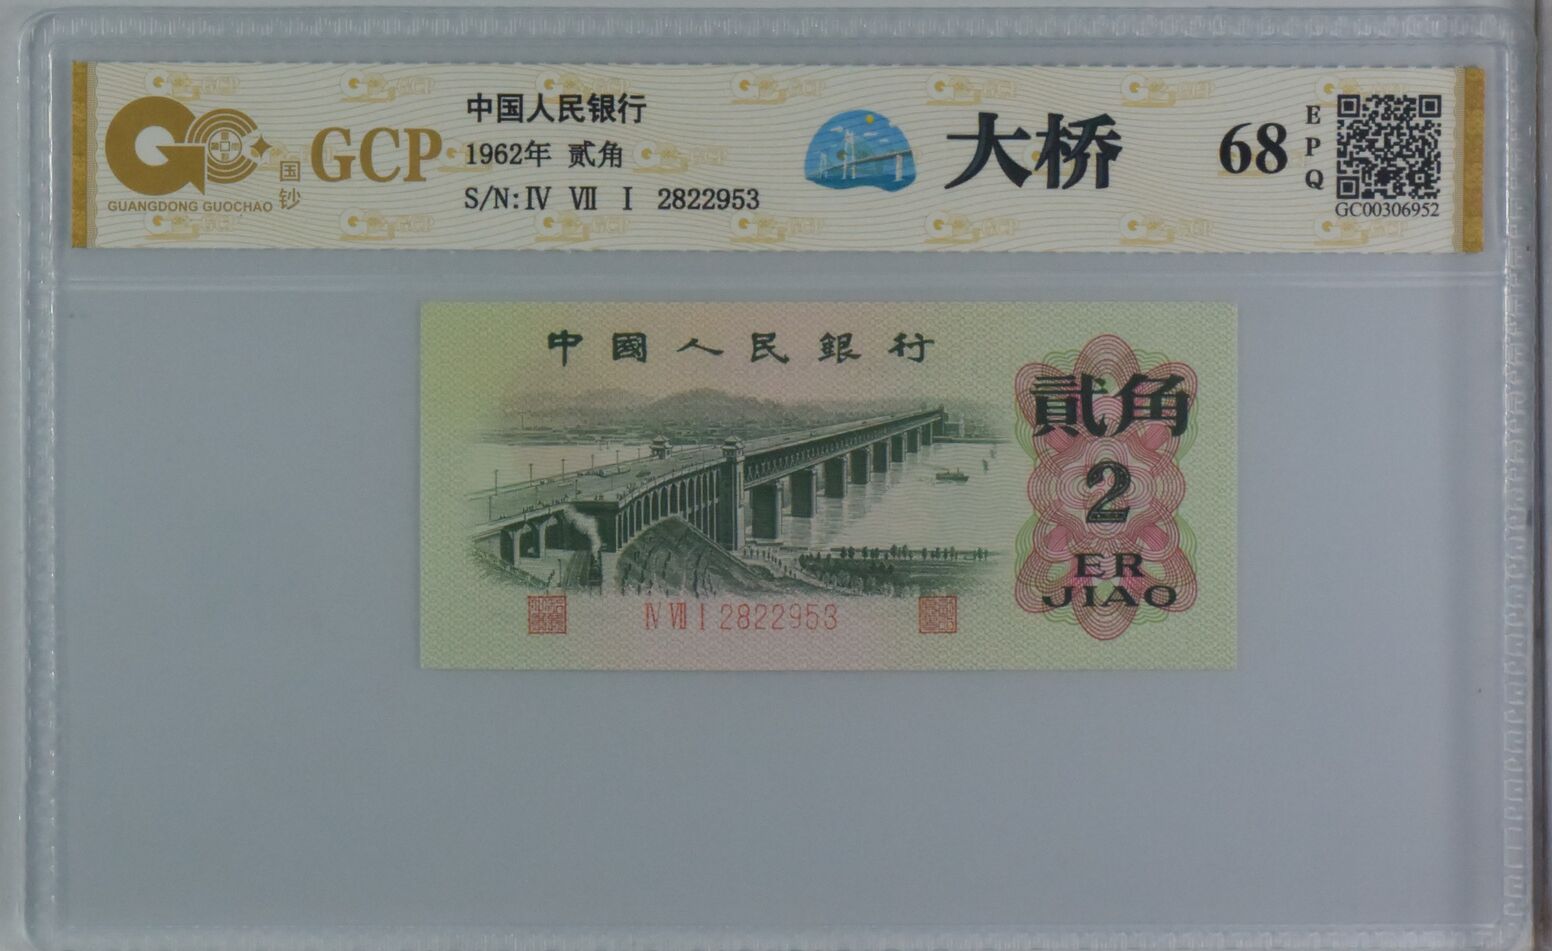 中国人民银行
1962年 贰角
S/N: IV VII I 2822953
GCP
国钞
GUANGDONG GUOCHAO
大桥
68
EPQ
GC00306952
中國人民銀行
貳角
2
ER
JIAO
IV VII I 2822953